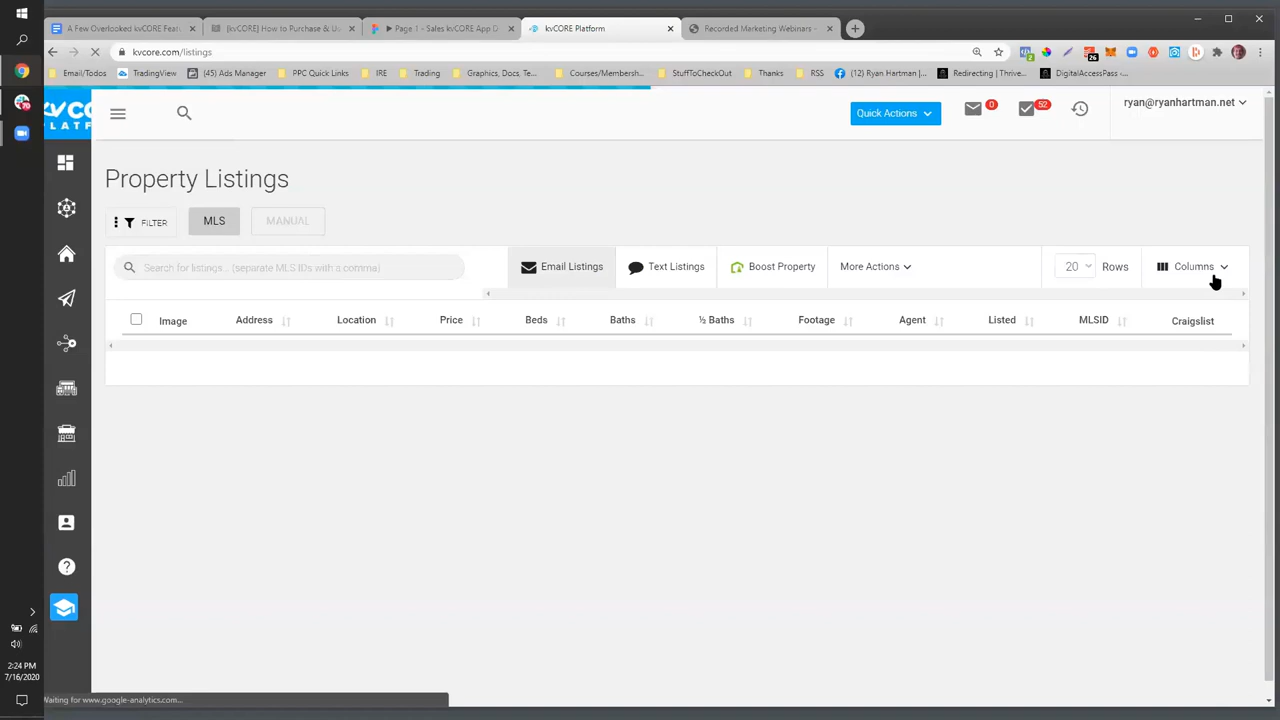 A Few Overlooked kvCORE Feat
[kvCORE] How to Purchase & U
Page 1 - Sales kvCORE App D
kvCORE Platform
Recorded Marketing Webinars -
kvcore.com/listings
26
Email/Todos
TradingView
(45) Ads Manager
PPC Quick Links
IRE
Trading
Graphics, Docs, Te...
Courses/Membersh...
StuffToCheckOut
Thanks
RSS
(12) Ryan Hartman |...
Redirecting | Thrive...
DigitalAccessPass -...
Quick Actions
0
52
ryan@ryanhartman.net
Property Listings
FILTER
MLS
MANUAL
Search for listings... (separate MLS IDs with a comma)
Email Listings
Text Listings
Boost Property
More Actions
20
Rows
Columns
Image
Address
Location
Price
Beds
Baths
½ Baths
Footage
Agent
Listed
MLSID
Craigslist
2:24 PM
7/16/2020
Waiting for www.google-analytics.com...